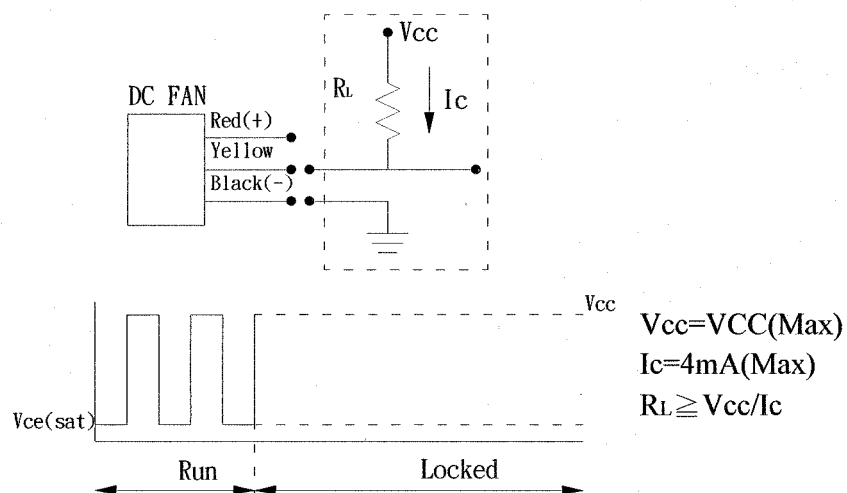 Vcc
RL
Ic
DC FAN
Red(+)
Yellow
Black(-)
Vcc
Vce(sat)
Run
Locked
Vcc=VCC(Max)
Ic=4mA(Max)
RL≧Vcc/Ic